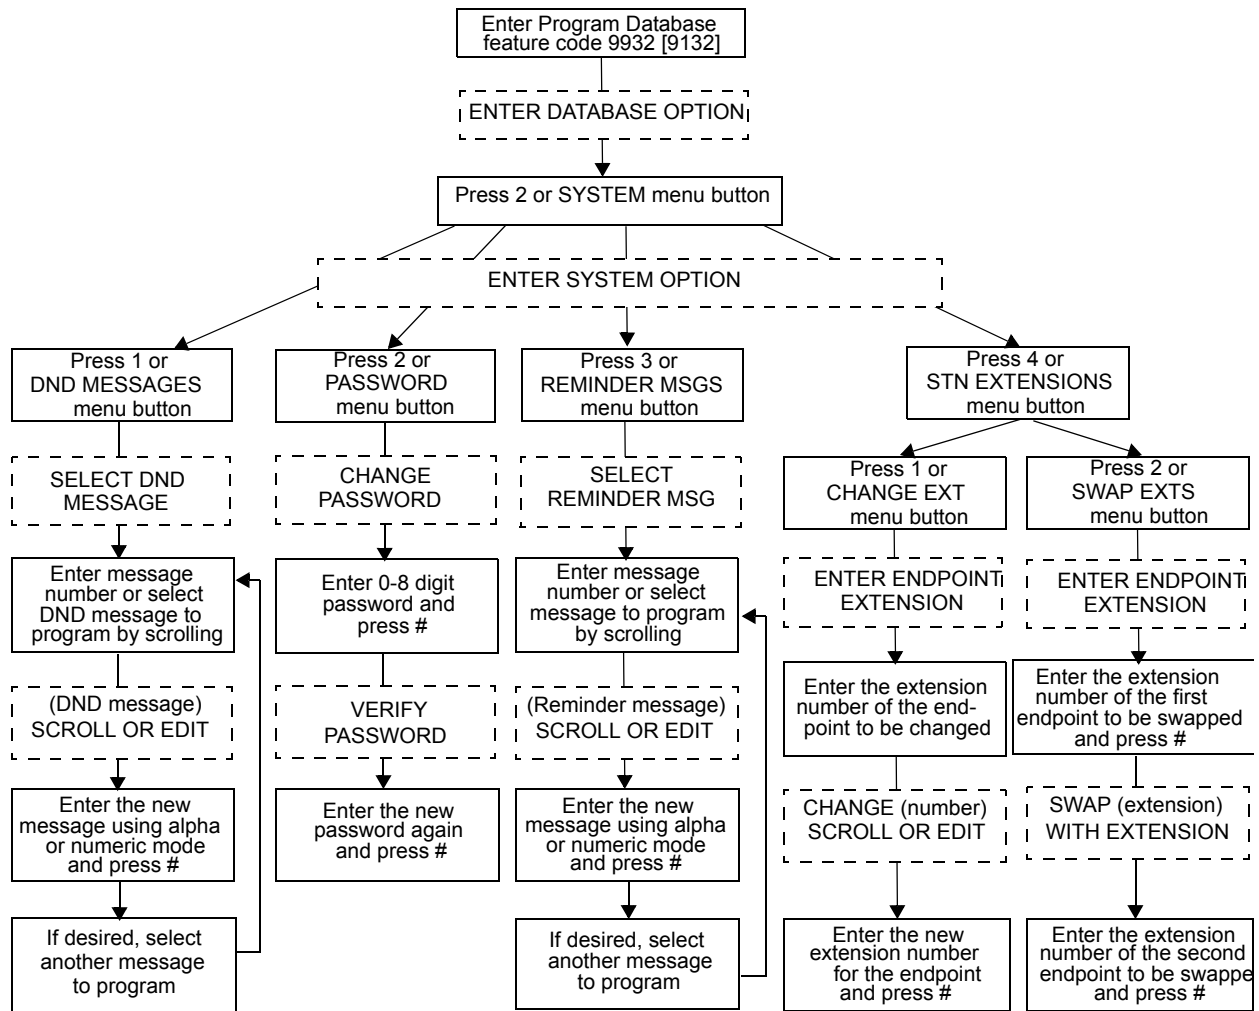 Enter Program Database
feature code 9932 [9132]
ENTER DATABASE OPTION
Press 2 or SYSTEM menu button
ENTER SYSTEM OPTION
Press 1 or
DND MESSAGES
menu button
SELECT DND
MESSAGE
Enter message
number or select
DND message to
program by scrolling
(DND message)
SCROLL OR EDIT
Enter the new
message using alpha
or numeric mode
and press #
If desired, select
another message
to program
Press 2 or
PASSWORD
menu button
CHANGE
PASSWORD
Enter 0-8 digit
password and
press #
VERIFY
PASSWORD
Enter the new
password again
and press #
Press 3 or
REMINDER MSGS
menu button
SELECT
REMINDER MSG
Enter message
number or select
message to program
by scrolling
(Reminder message)
SCROLL OR EDIT
Enter the new
message using alpha
or numeric mode
and press #
If desired, select
another message
to program
Press 4 or
STN EXTENSIONS
menu button
Press 1 or
CHANGE EXT
menu button
ENTER ENDPOINT
EXTENSION
Enter the extension
number of the end-
point to be changed
CHANGE (number)
SCROLL OR EDIT
Enter the new
extension number
for the endpoint
and press #
Press 2 or
SWAP EXTS
menu button
ENTER ENDPOINT
EXTENSION
Enter the extension
number of the first
endpoint to be swapped
and press #
SWAP (extension)
WITH EXTENSION
Enter the extension
number of the second
endpoint to be swappe
and press #